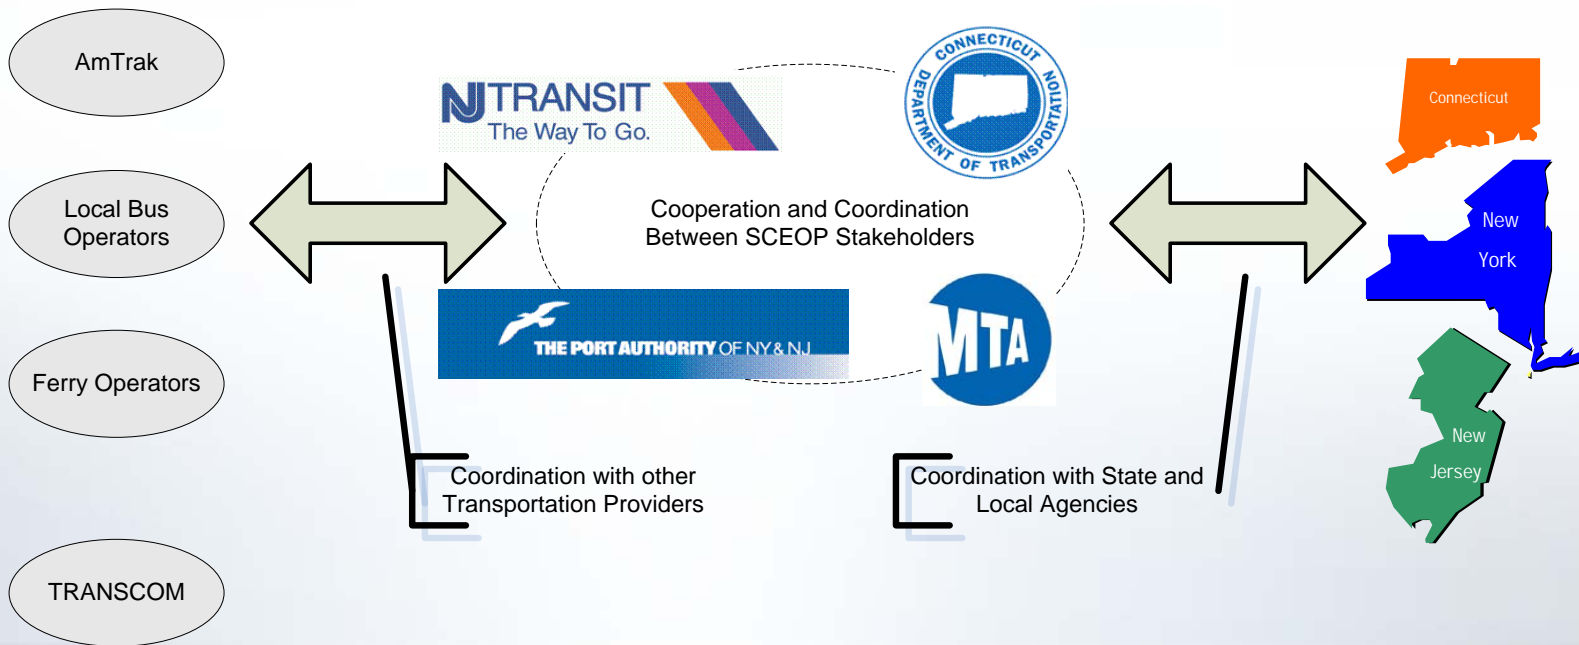 AmTrak
Local Bus
Operators
Ferry Operators
TRANSCOM
NJ TRANSIT
The Way To Go.
CONNECTICUT
DEPARTMENT OF TRANSPORTATION
Cooperation and Coordination
Between SCEOP Stakeholders
THE PORT AUTHORITY OF NY & NJ
MTA
Coordination with other
Transportation Providers
Coordination with State and
Local Agencies
Connecticut
New
York
New
Jersey